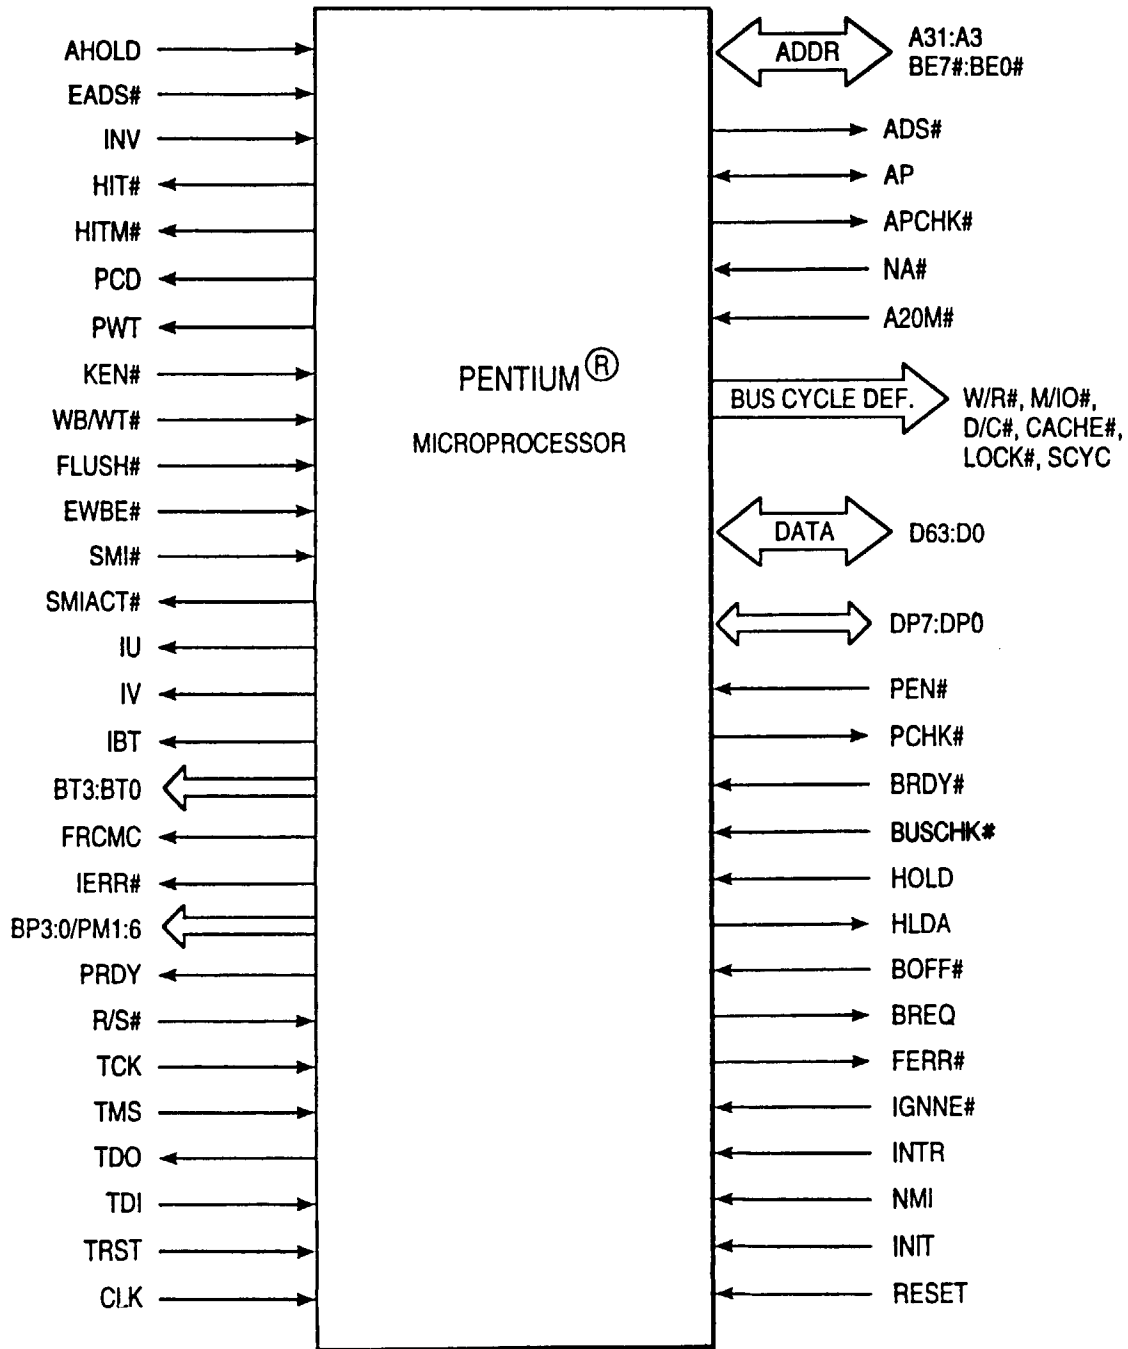 AHOLD
EADS#
INV
HIT#
HITM#
PCD
PWT
KEN#
WB/WT#
FLUSH#
EWBE#
SMI#
SMIACT#
IU
IV
IBT
BT3:BT0
FRCMC
IERR#
BP3:0/PM1:6
PRDY
R/S#
TCK
TMS
TDO
TDI
TRST
CLK
PENTIUM®
MICROPROCESSOR
ADDR
A31:A3
BE7#:BE0#
ADS#
AP
APCHK#
NA#
A20M#
BUS CYCLE DEF.
W/R#, M/IO#,
D/C#, CACHE#,
LOCK#, SCYC
DATA
D63:D0
DP7:DP0
PEN#
PCHK#
BRDY#
BUSCHK#
HOLD
HLDA
BOFF#
BREQ
FERR#
IGNNE#
INTR
NMI
INIT
RESET